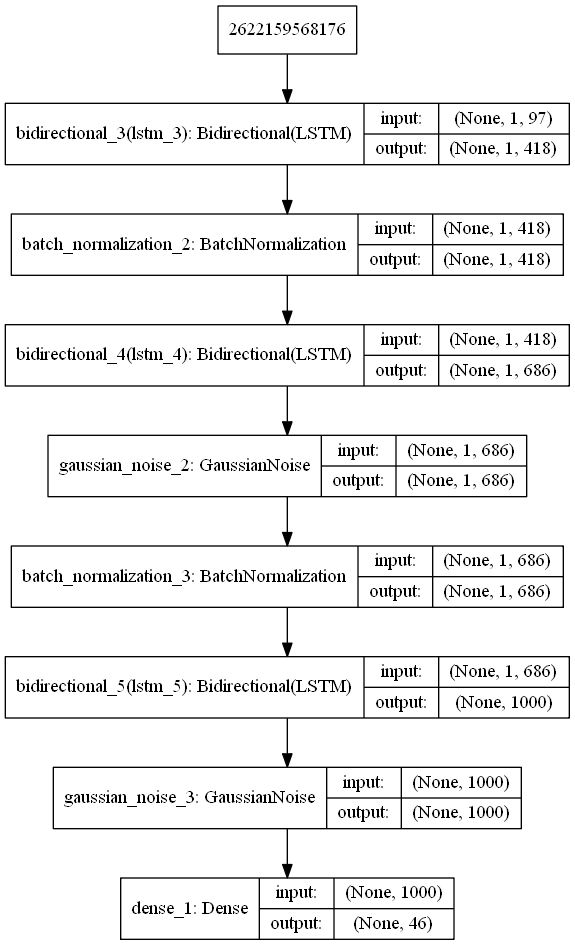 2622159568176
bidirectional_3(lstm_3): Bidirectional(LSTM)
input: (None, 1, 97)
output: (None, 1, 418)
batch_normalization_2: BatchNormalization
input: (None, 1, 418)
output: (None, 1, 418)
bidirectional_4(lstm_4): Bidirectional(LSTM)
input: (None, 1, 418)
output: (None, 1, 686)
gaussian_noise_2: GaussianNoise
input: (None, 1, 686)
output: (None, 1, 686)
batch_normalization_3: BatchNormalization
input: (None, 1, 686)
output: (None, 1, 686)
bidirectional_5(lstm_5): Bidirectional(LSTM)
input: (None, 1, 686)
output: (None, 1000)
gaussian_noise_3: GaussianNoise
input: (None, 1000)
output: (None, 1000)
dense_1: Dense
input: (None, 1000)
output: (None, 46)